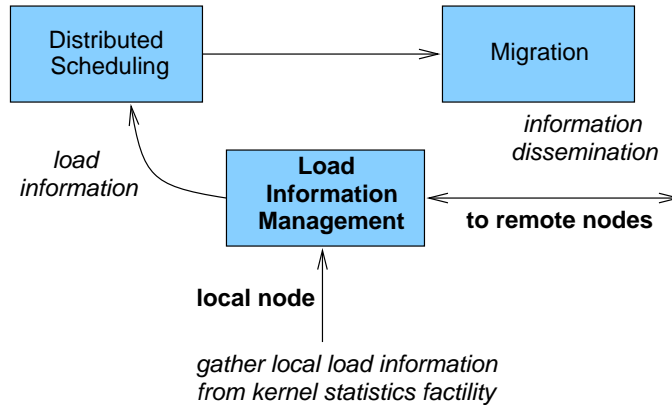 Distributed
Scheduling
Migration
information
dissemination
load
information
Load
Information
Management
to remote nodes
local node
gather local load information
from kernel statistics factility